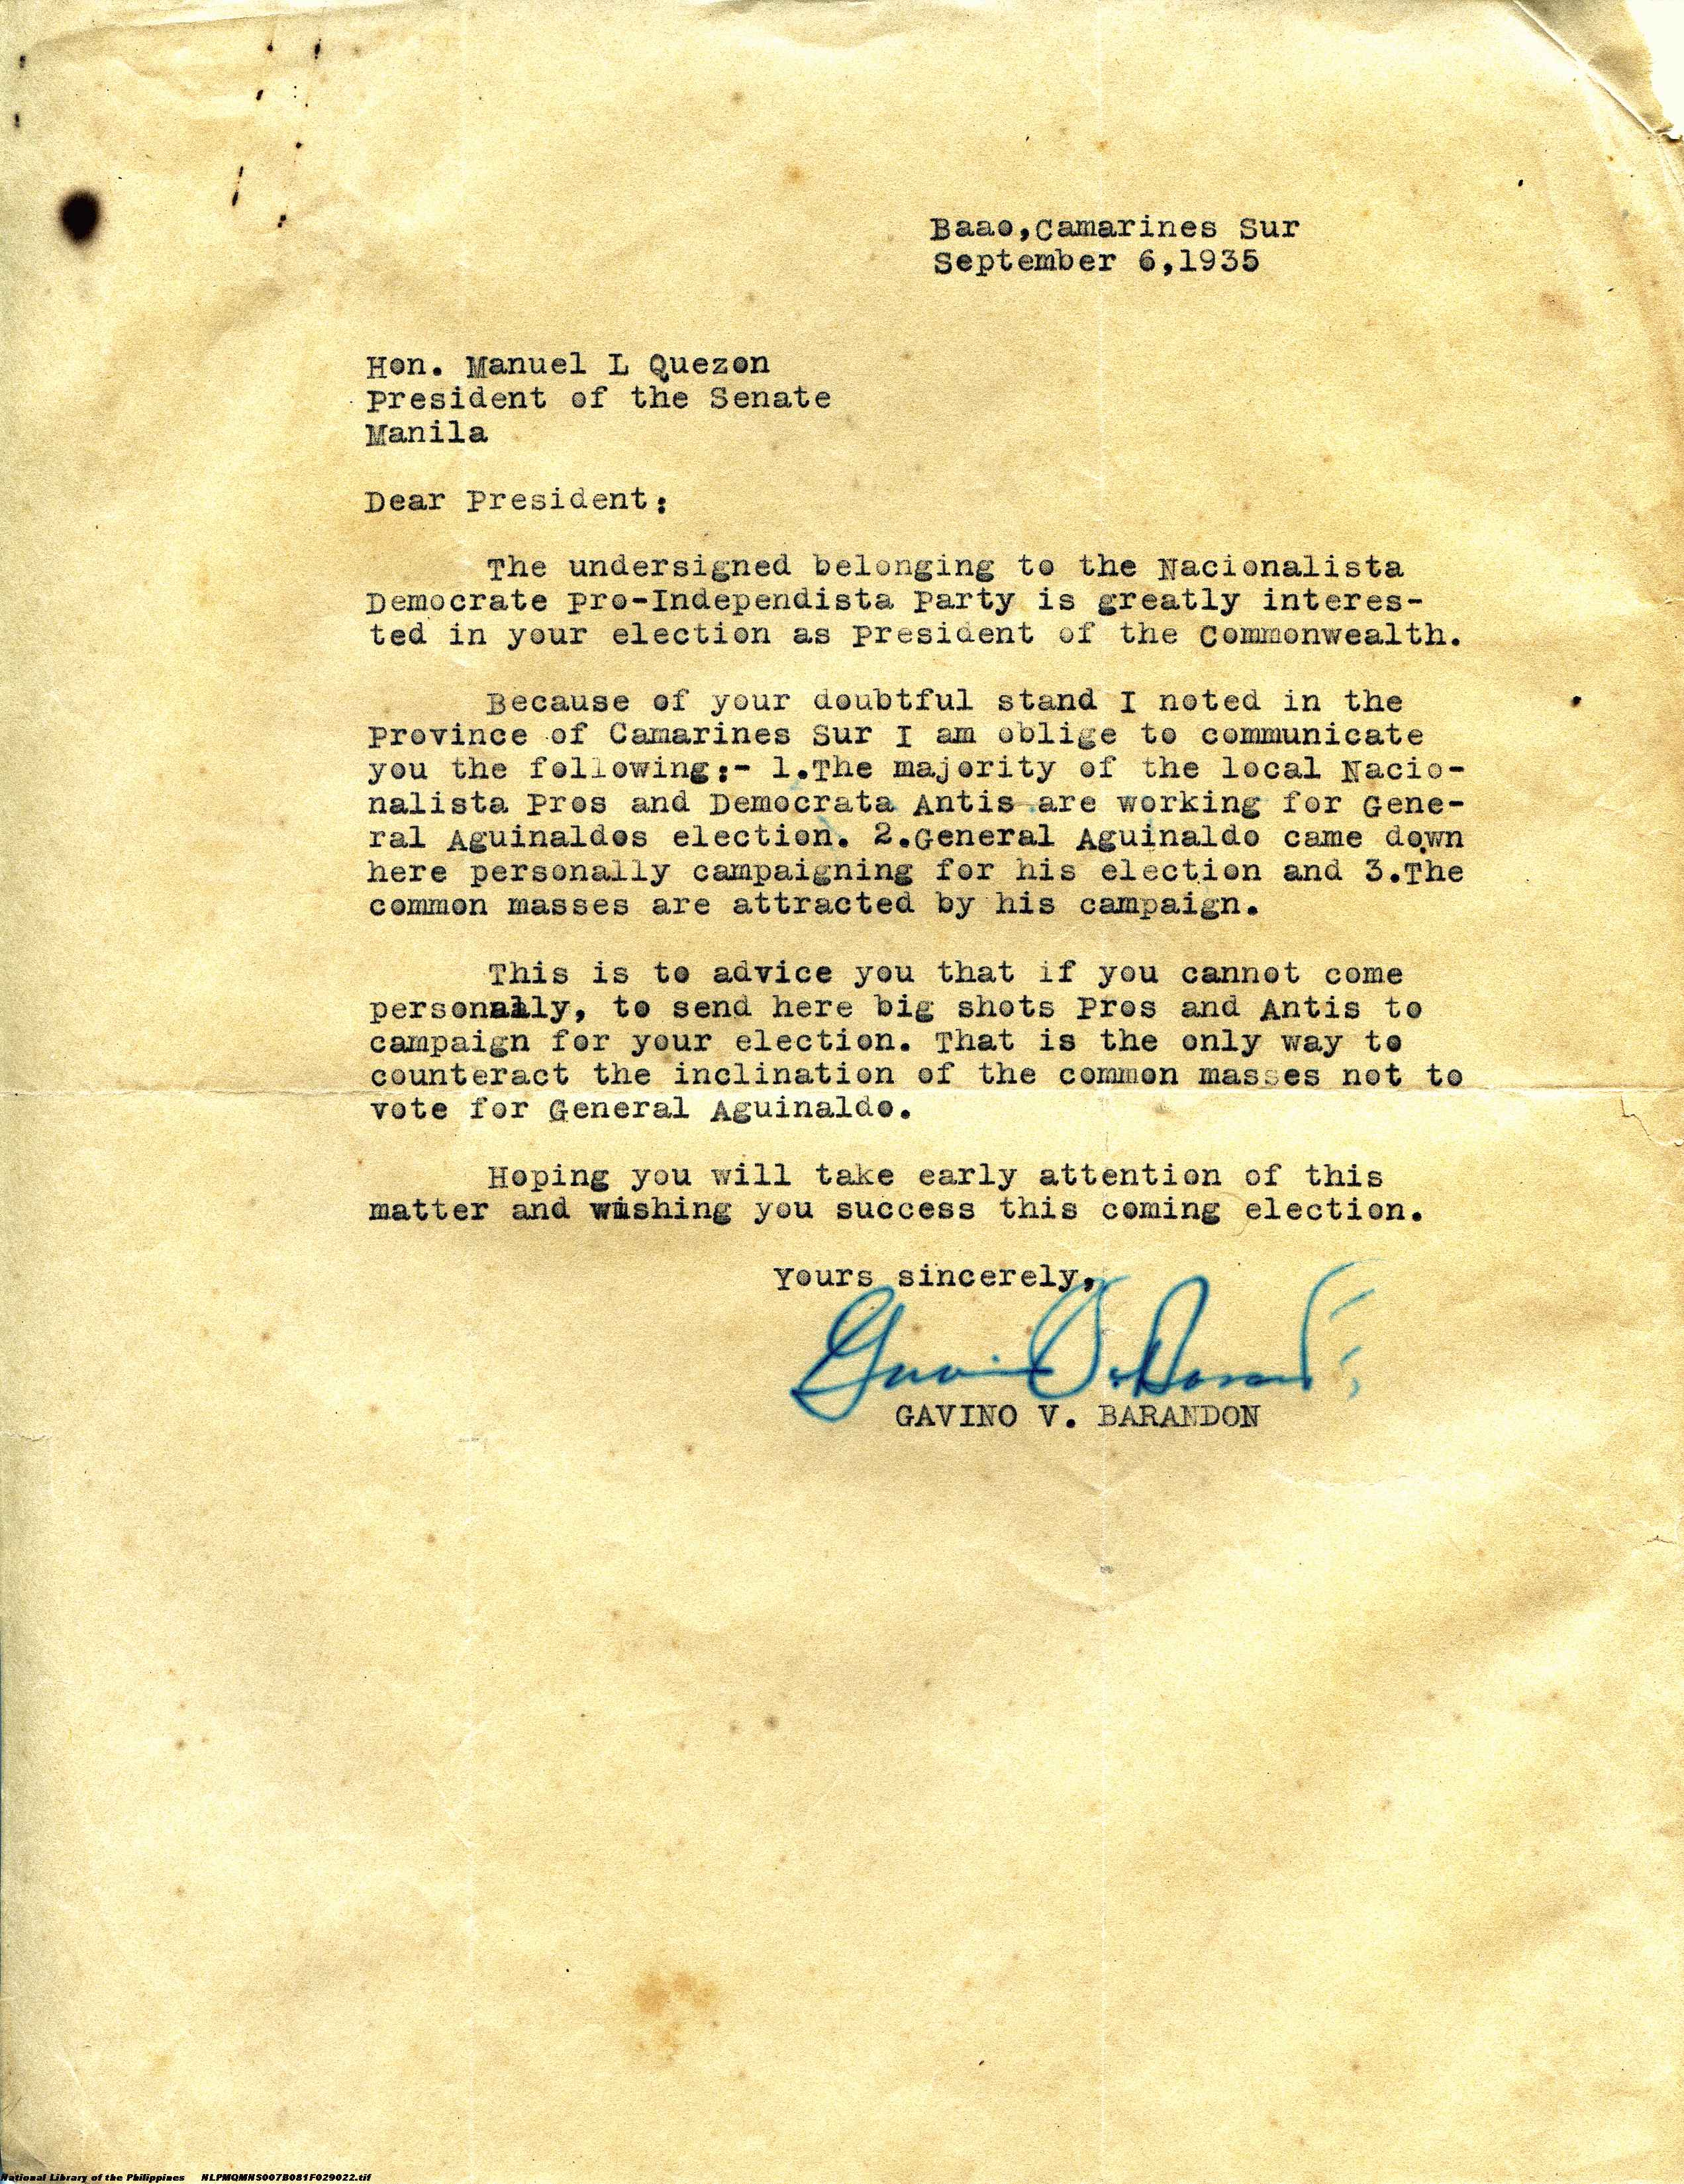 Baao,Camarines Sur
September 6,1935
Hon. Manuel L Quezon
President of the Senate
Manila
Dear President:
The undersigned belonging to the Nacionalista
Democrate Pro-Independista Party is greatly interes-
ted in your election as President of the Commonwealth.
Because of your doubtful stand I noted in the
Province of Camarines Sur I am oblige to communicate
you the following:- 1.The majority of the local Nacio-
nalista Pros and Democrata Antis are working for Gene-
ral Aguinaldos election. 2.General Aguinaldo came down
here personally campaigning for his election and 3.The
common masses are attracted by his campaign.
This is to advice you that if you cannot come
personally, to send here big shots Pros and Antis to
campaign for your election. That is the only way to
counteract the inclination of the common masses not to
vote for General Aguinaldo.
Hoping you will take early attention of this
matter and wishing you success this coming election.
Yours sincerely,
GAVINO V. BARANDON
National Library of the Philippines NLPMQMNS007B081F029022.tif